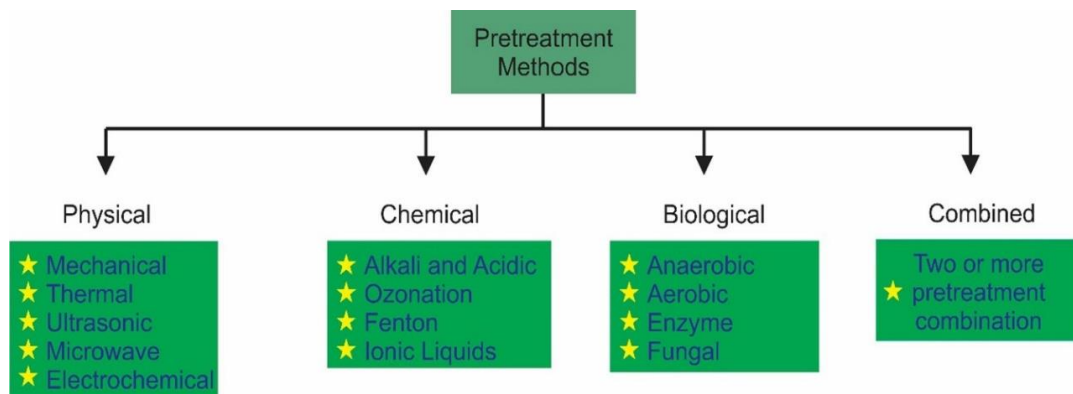 Pretreatment
Methods
Physical
Mechanical
Thermal
Ultrasonic
Microwave
Electrochemical
Chemical
Alkali and Acidic
Ozonation
Fenton
Ionic Liquids
Biological
Anaerobic
Aerobic
Enzyme
Fungal
Combined
Two or more
pretreatment
combination